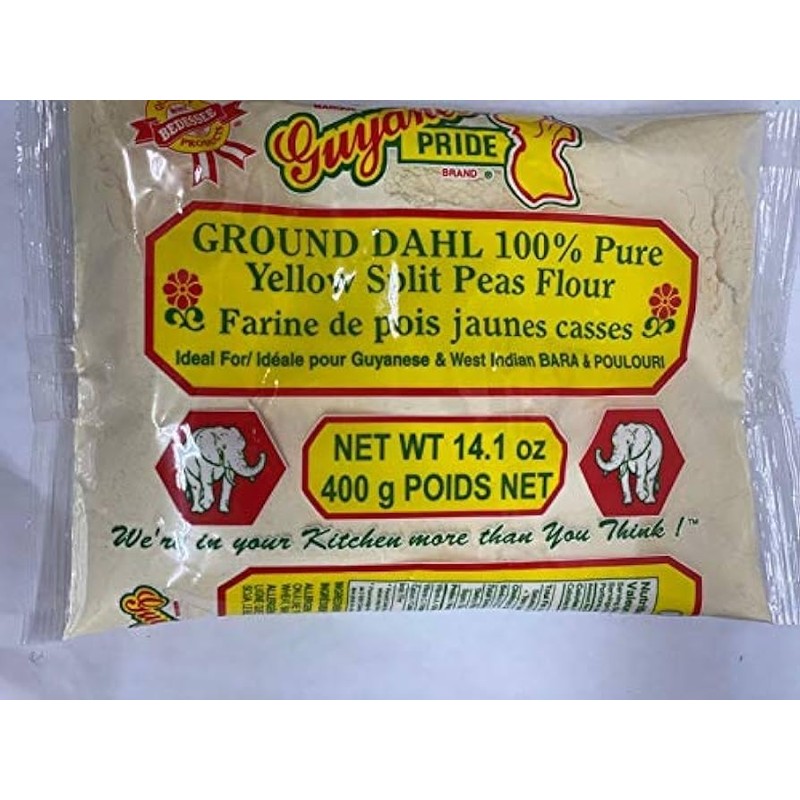 BEDESSEE
PRODUCTS
PRIDE
BRAND ®
GROUND DAHL 100% Pure
Yellow Split Peas Flour
Farine de pois jaunes casses
Ideal For/ Idéale pour Guyanese & West Indian BARA & POULOURI
NET WT 14.1 oz
400 g POIDS NET
We're in your Kitchen more than You Think ! ™